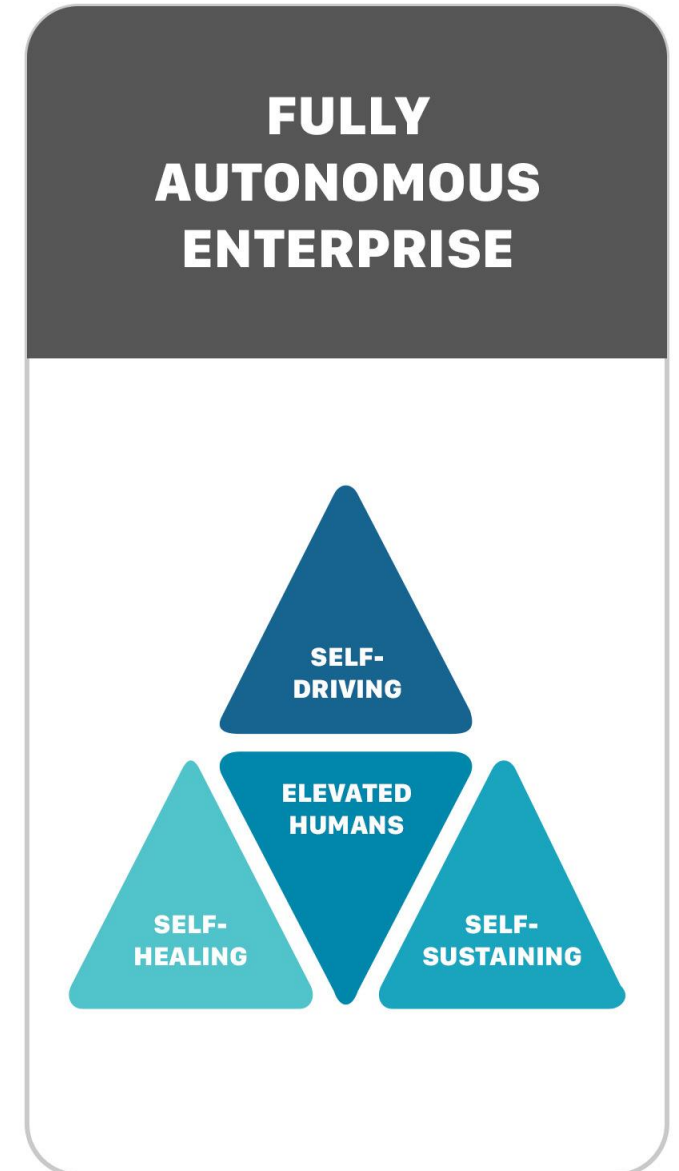 FULLY
AUTONOMOUS
ENTERPRISE
SELF-
DRIVING
ELEVATED
HUMANS
SELF-
HEALING
SELF-
SUSTAINING